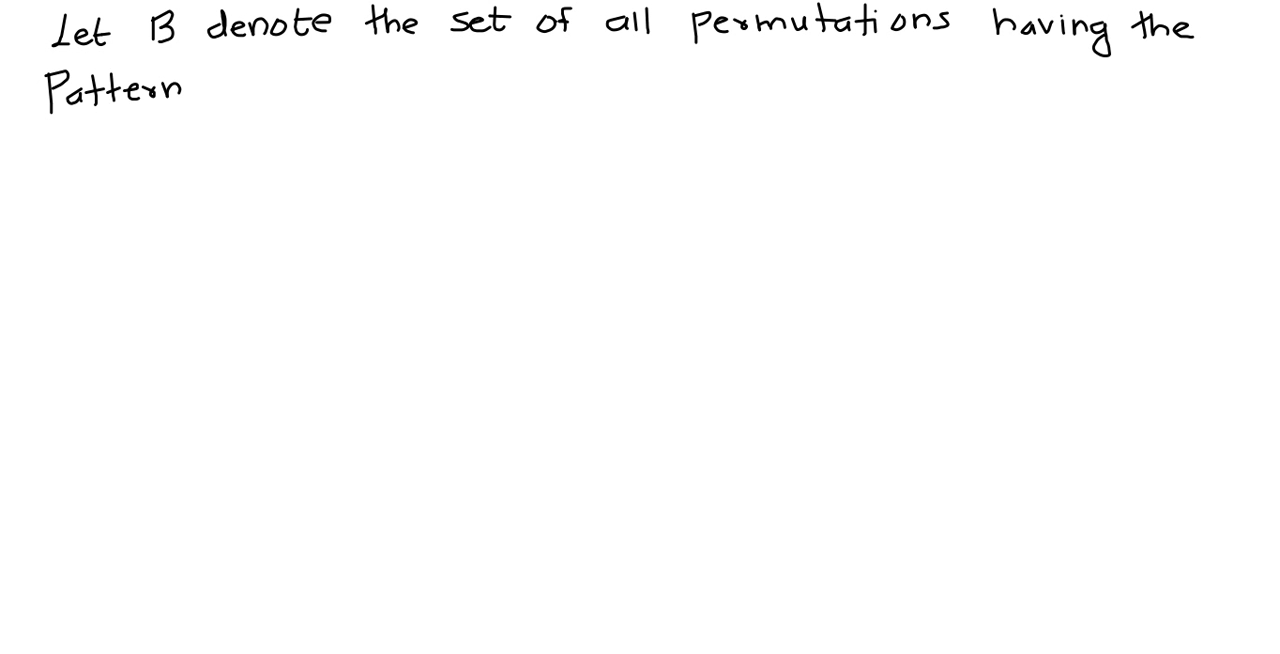 Let B denote the set of all permutations having the
Pattern